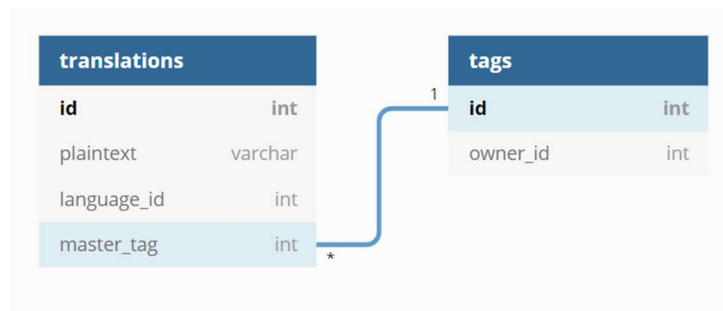 translations
id int
plaintext varchar
language_id int
master_tag int
*
1
tags
id int
owner_id int